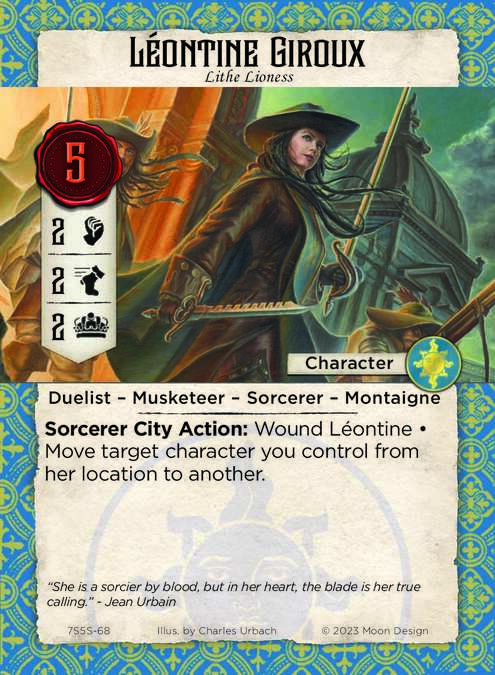 Léontine Giroux
Lithe Lioness
5
2
2
2
Character
Duelist – Musketeer – Sorcerer – Montaigne
Sorcerer City Action: Wound Léontine •
Move target character you control from
her location to another.
“She is a sorcier by blood, but in her heart, the blade is her true
calling.” - Jean Urbain
7S5S-68 Illus. by Charles Urbach © 2023 Moon Design